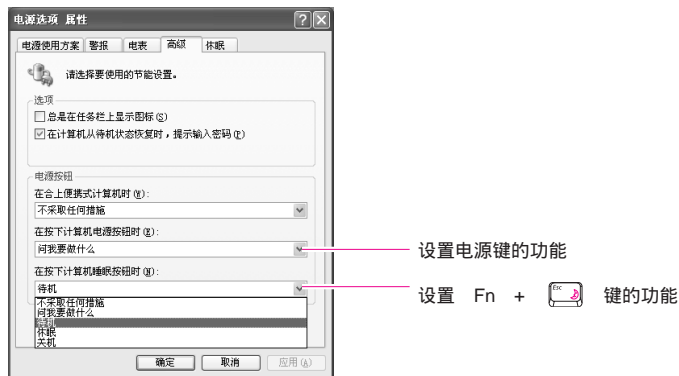 电源选项 属性
电源使用方案 警报 电表 高级 休眠
请选择要使用的节能设置。
选项
总是在任务栏上显示图标(S)
在计算机从待机状态恢复时，提示输入密码(P)
电源按钮
在合上便携式计算机时(W):
不采取任何措施
在按下计算机电源按钮时(E):
问我要做什么
设置电源键的功能
在按下计算机睡眠按钮时(H):
待机
设置 Fn + Esc 键的功能
不采取任何措施
问我要做什么
待机
休眠
关机
确定 取消 应用(A)